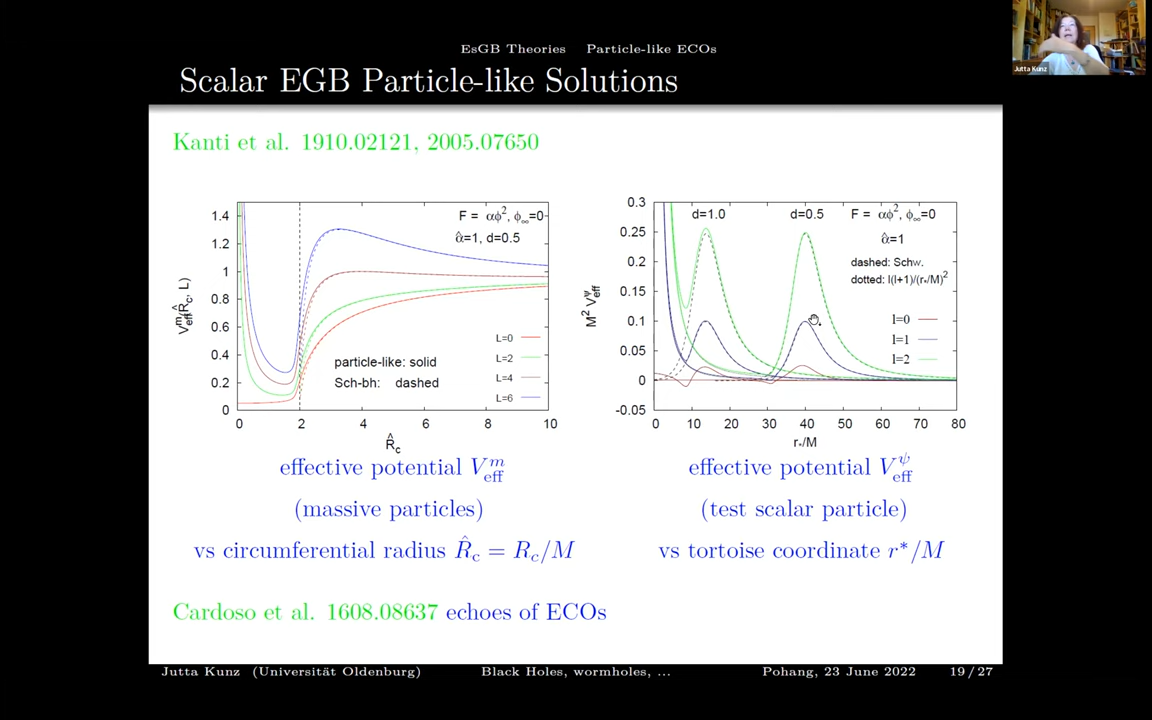 EsGB Theories Particle-like ECOs
Scalar EGB Particle-like Solutions
Jutta Kunz
Kanti et al. 1910.02121, 2005.07650
F = αϕ², ϕ∞=0
α̂=1, d=0.5
1.4
1.2
1
0.8
0.6
0.4
0.2
0
V^m_eff(R̂_c, L)
particle-like: solid
Sch-bh: dashed
L=0
L=2
L=4
L=6
0 2 4 6 8 10
R̂_c
d=1.0 d=0.5 F = αϕ², ϕ∞=0
α̂=1
dashed: Schw.
dotted: l(l+1)/(r*/M)²
l=0
l=1
l=2
0.3
0.25
0.2
0.15
0.1
0.05
0
-0.05
M² V^ψ_eff
0 10 20 30 40 50 60 70 80
r*/M
effective potential V^m_eff
(massive particles)
vs circumferential radius R̂_c = R_c/M
effective potential V^ψ_eff
(test scalar particle)
vs tortoise coordinate r*/M
Cardoso et al. 1608.08637 echoes of ECOs
Jutta Kunz (Universität Oldenburg) Black Holes, wormholes, ... Pohang, 23 June 2022 19/27